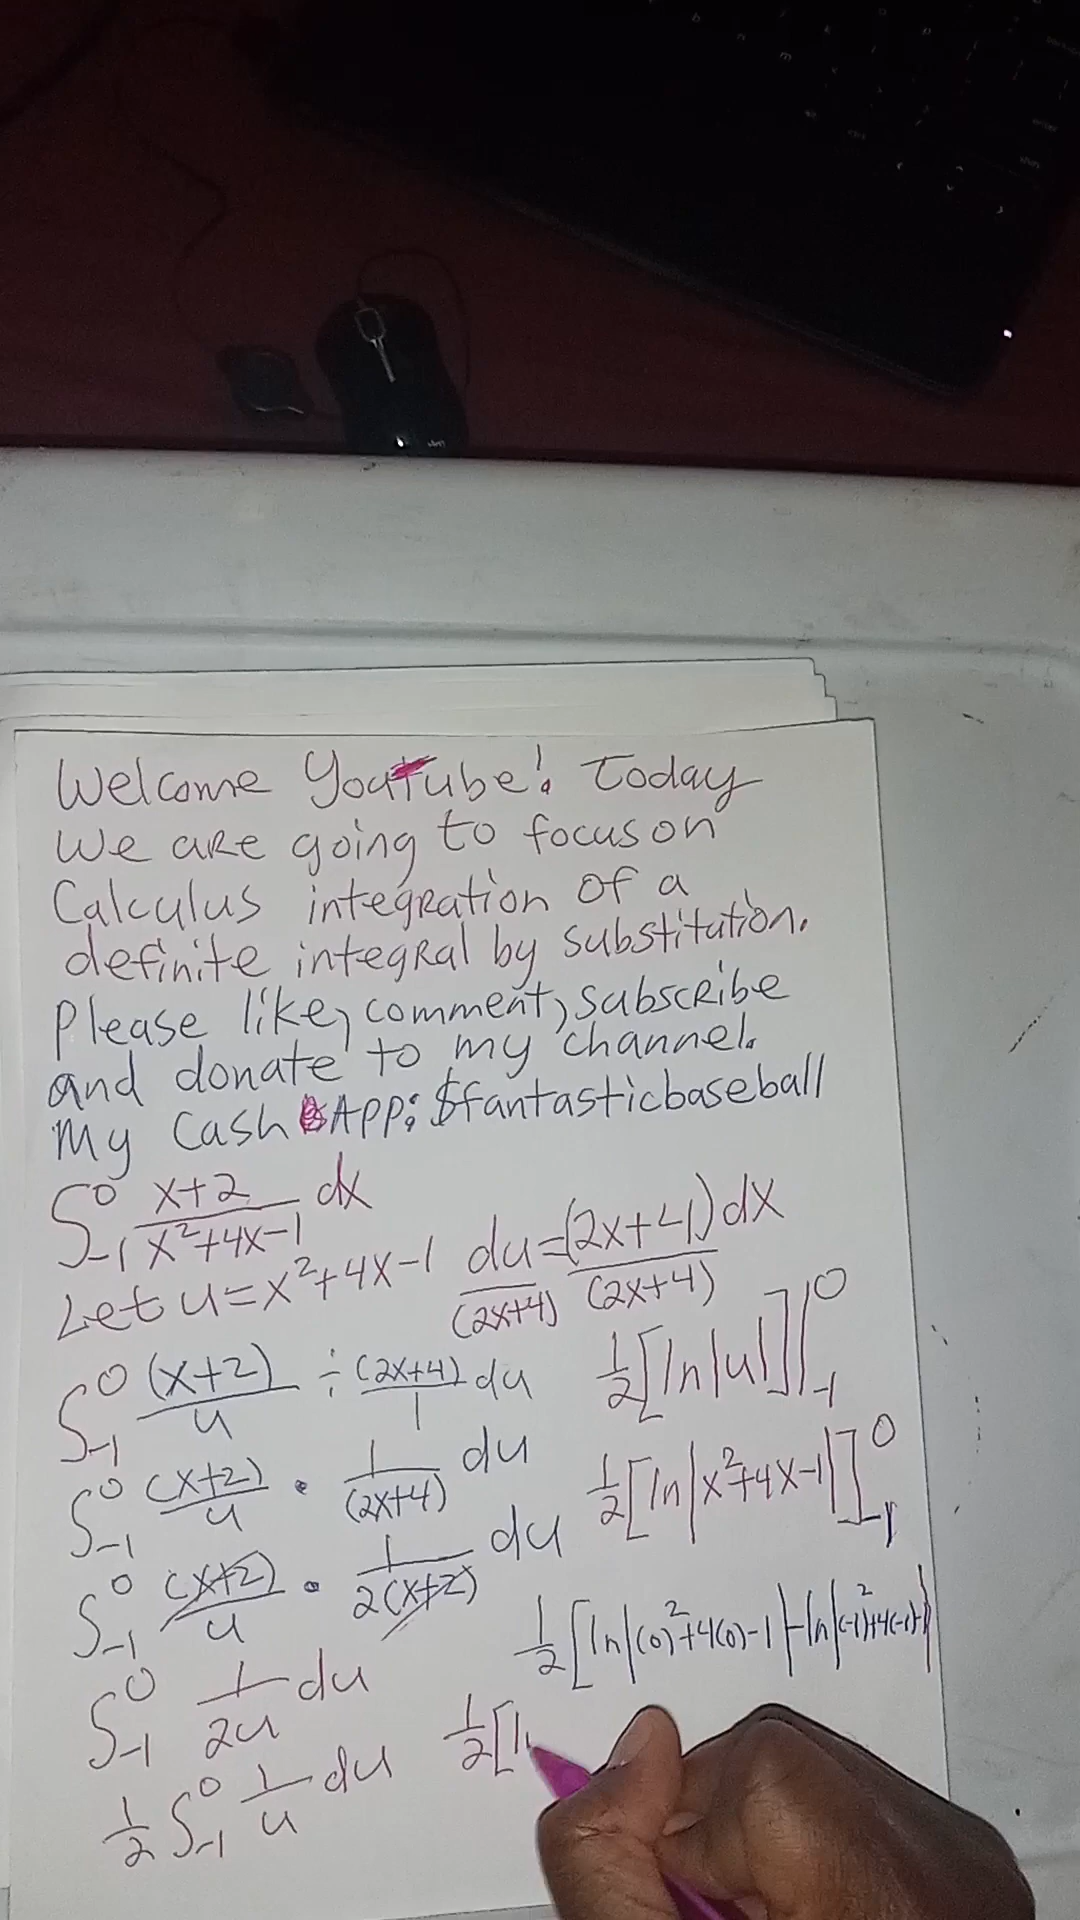 Welcome YouTube! Today
We are going to focus on
Calculus integration of a
definite integral by substitution.
Please like, comment, subscribe
and donate to my channel.
My Cash App: $fantasticbaseball
∫₋₁⁰ x+2/x²+4x-1 dx
Let u=x²+4x-1 du/(2x+4)=(2x+4)dx/(2x+4)
∫₋₁⁰ (x+2)/u ÷ (2x+4)/1 du
∫₋₁⁰ (x+2)/u • 1/(2x+4) du
∫₋₁⁰ (x+2)/u • 1/2(x+2) du
∫₋₁⁰ 1/2u du
1/2 ∫₋₁⁰ 1/u du
1/2[ln|u|]|₋₁⁰
1/2[ln|x²+4x-1|]₋₁⁰
1/2[ln|(0)²+4(0)-1|-ln|(-1)²+4(-1)-1|
1/2[l